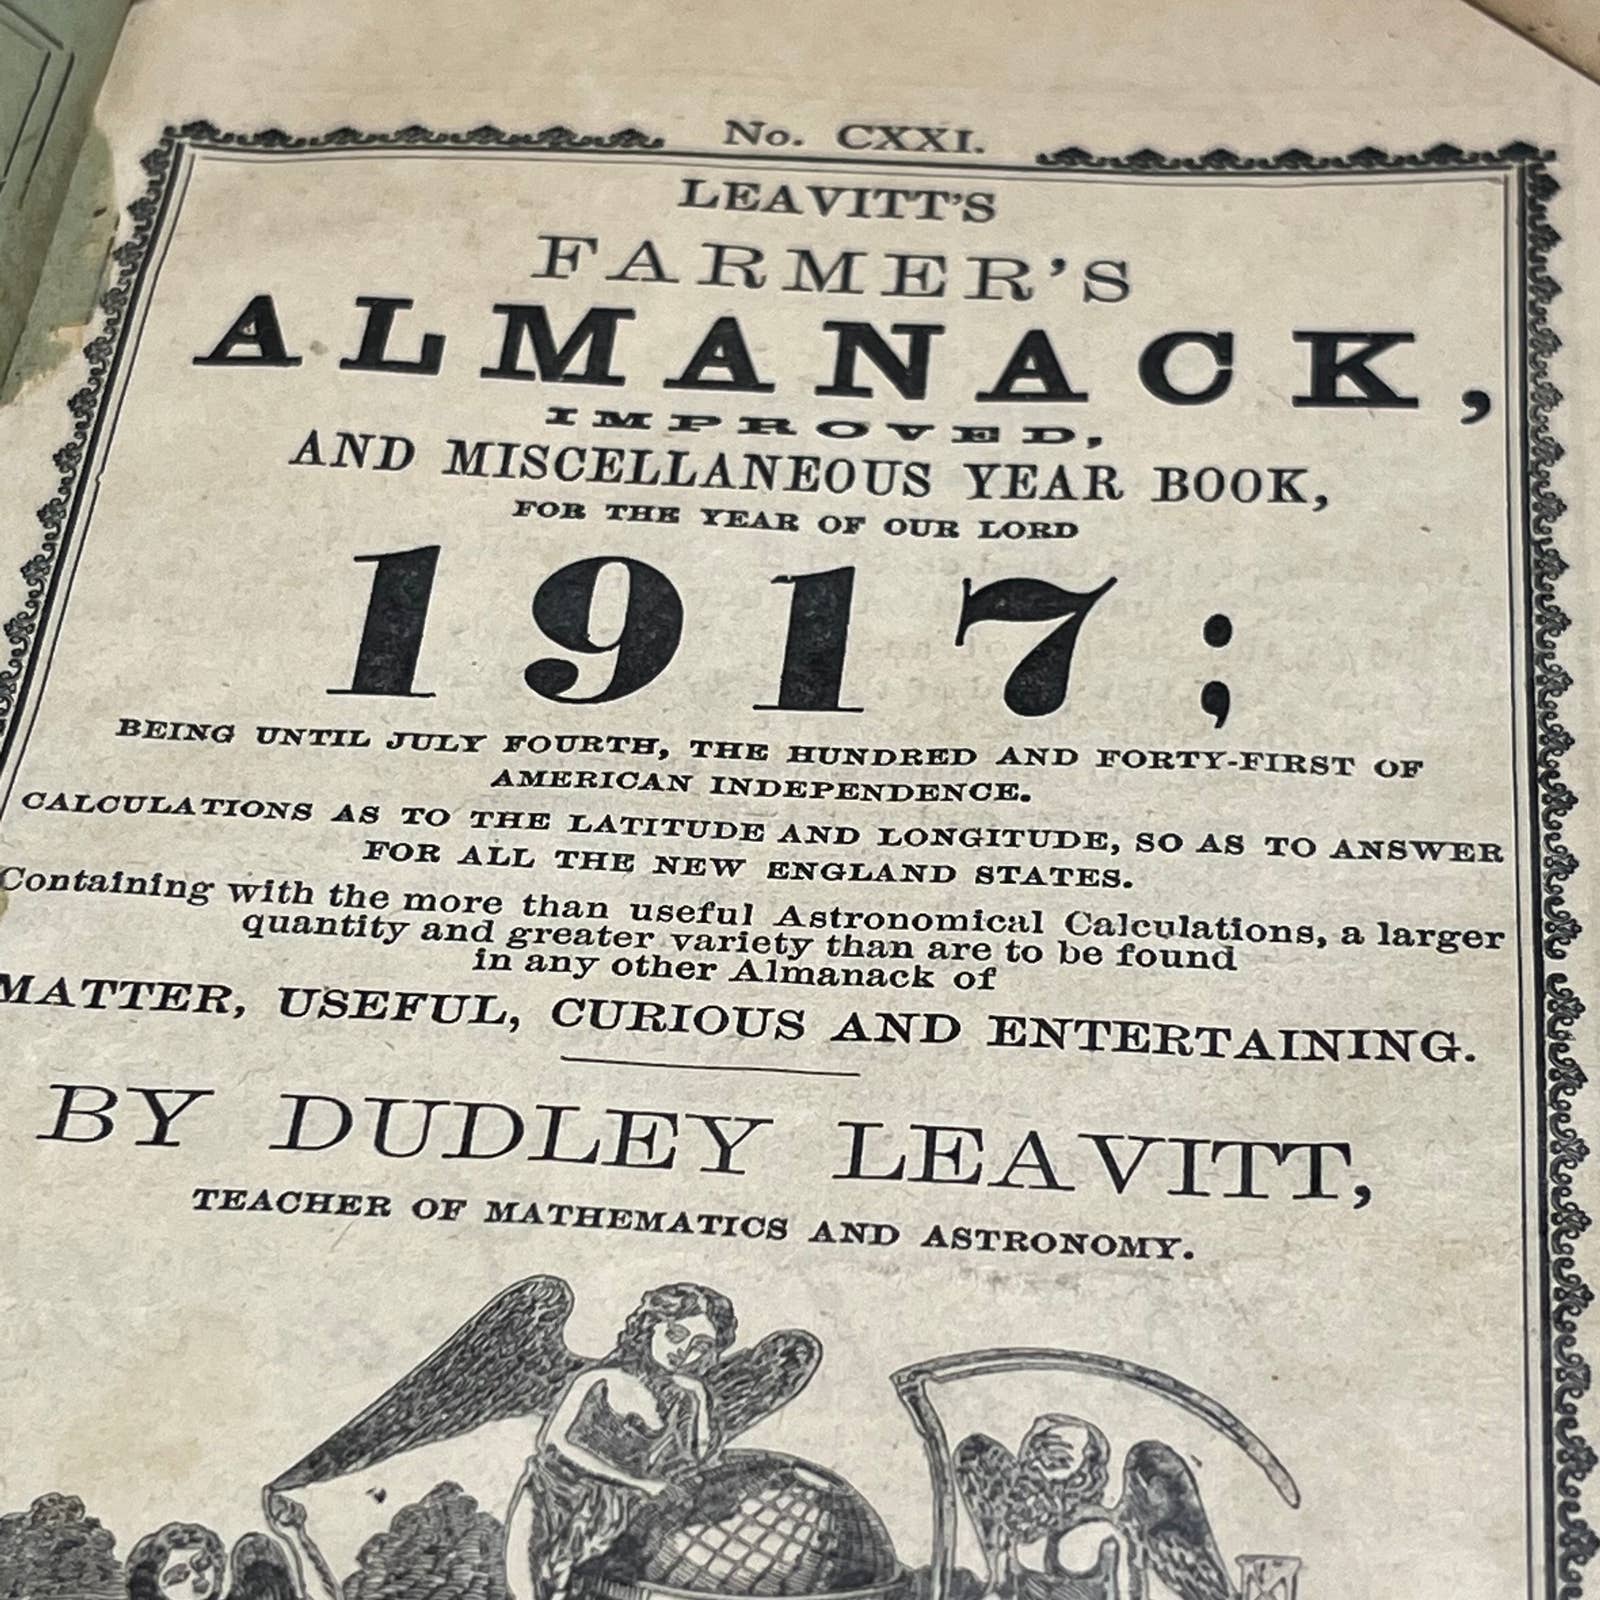 No. CXXI.
LEAVITT'S
FARMER'S
ALMANACK,
IMPROVED,
AND MISCELLANEOUS YEAR BOOK,
FOR THE YEAR OF OUR LORD
1917;
BEING UNTIL JULY FOURTH, THE HUNDRED AND FORTY-FIRST OF
AMERICAN INDEPENDENCE.
CALCULATIONS AS TO THE LATITUDE AND LONGITUDE, SO AS TO ANSWER
FOR ALL THE NEW ENGLAND STATES.
Containing with the more than useful Astronomical Calculations, a larger
quantity and greater variety than are to be found
in any other Almanack of
MATTER, USEFUL, CURIOUS AND ENTERTAINING.
BY DUDLEY LEAVITT,
TEACHER OF MATHEMATICS AND ASTRONOMY.